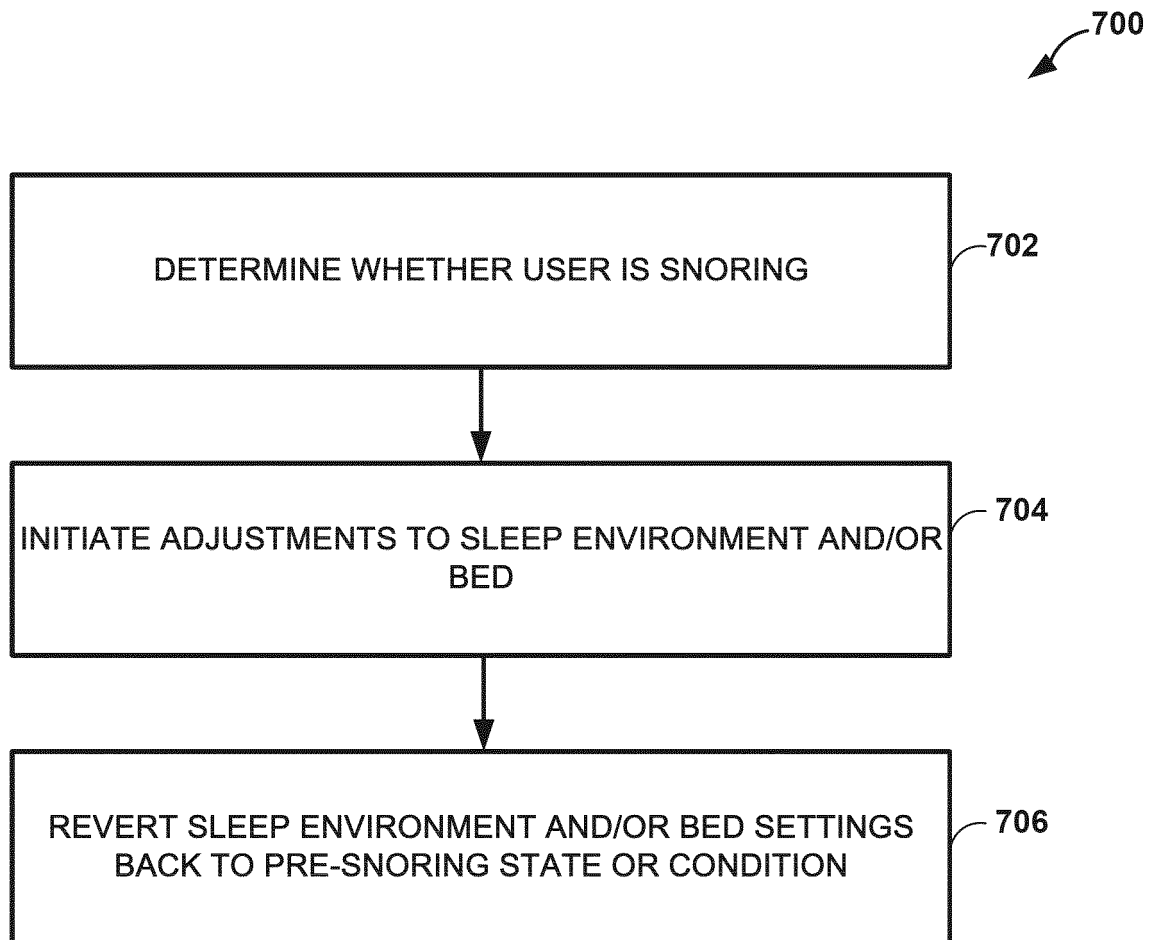 700
DETERMINE WHETHER USER IS SNORING
702
INITIATE ADJUSTMENTS TO SLEEP ENVIRONMENT AND/OR
BED
704
REVERT SLEEP ENVIRONMENT AND/OR BED SETTINGS
BACK TO PRE-SNORING STATE OR CONDITION
706